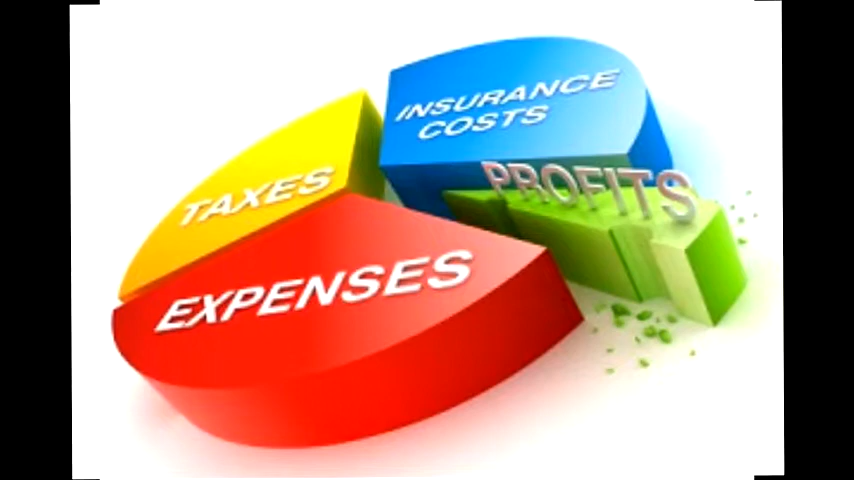 INSURANCE
COSTS
PROFITS
TAXES
EXPENSES